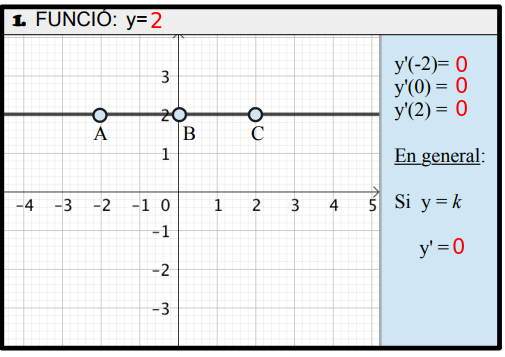 1. FUNCIÓ: y=2
3
2
A B C
1
-4 -3 -2 -1 0 1 2 3 4 5
-1
-2
-3
y'(-2)= 0
y'(0) = 0
y'(2) = 0
En general:
Si y = k
y' = 0